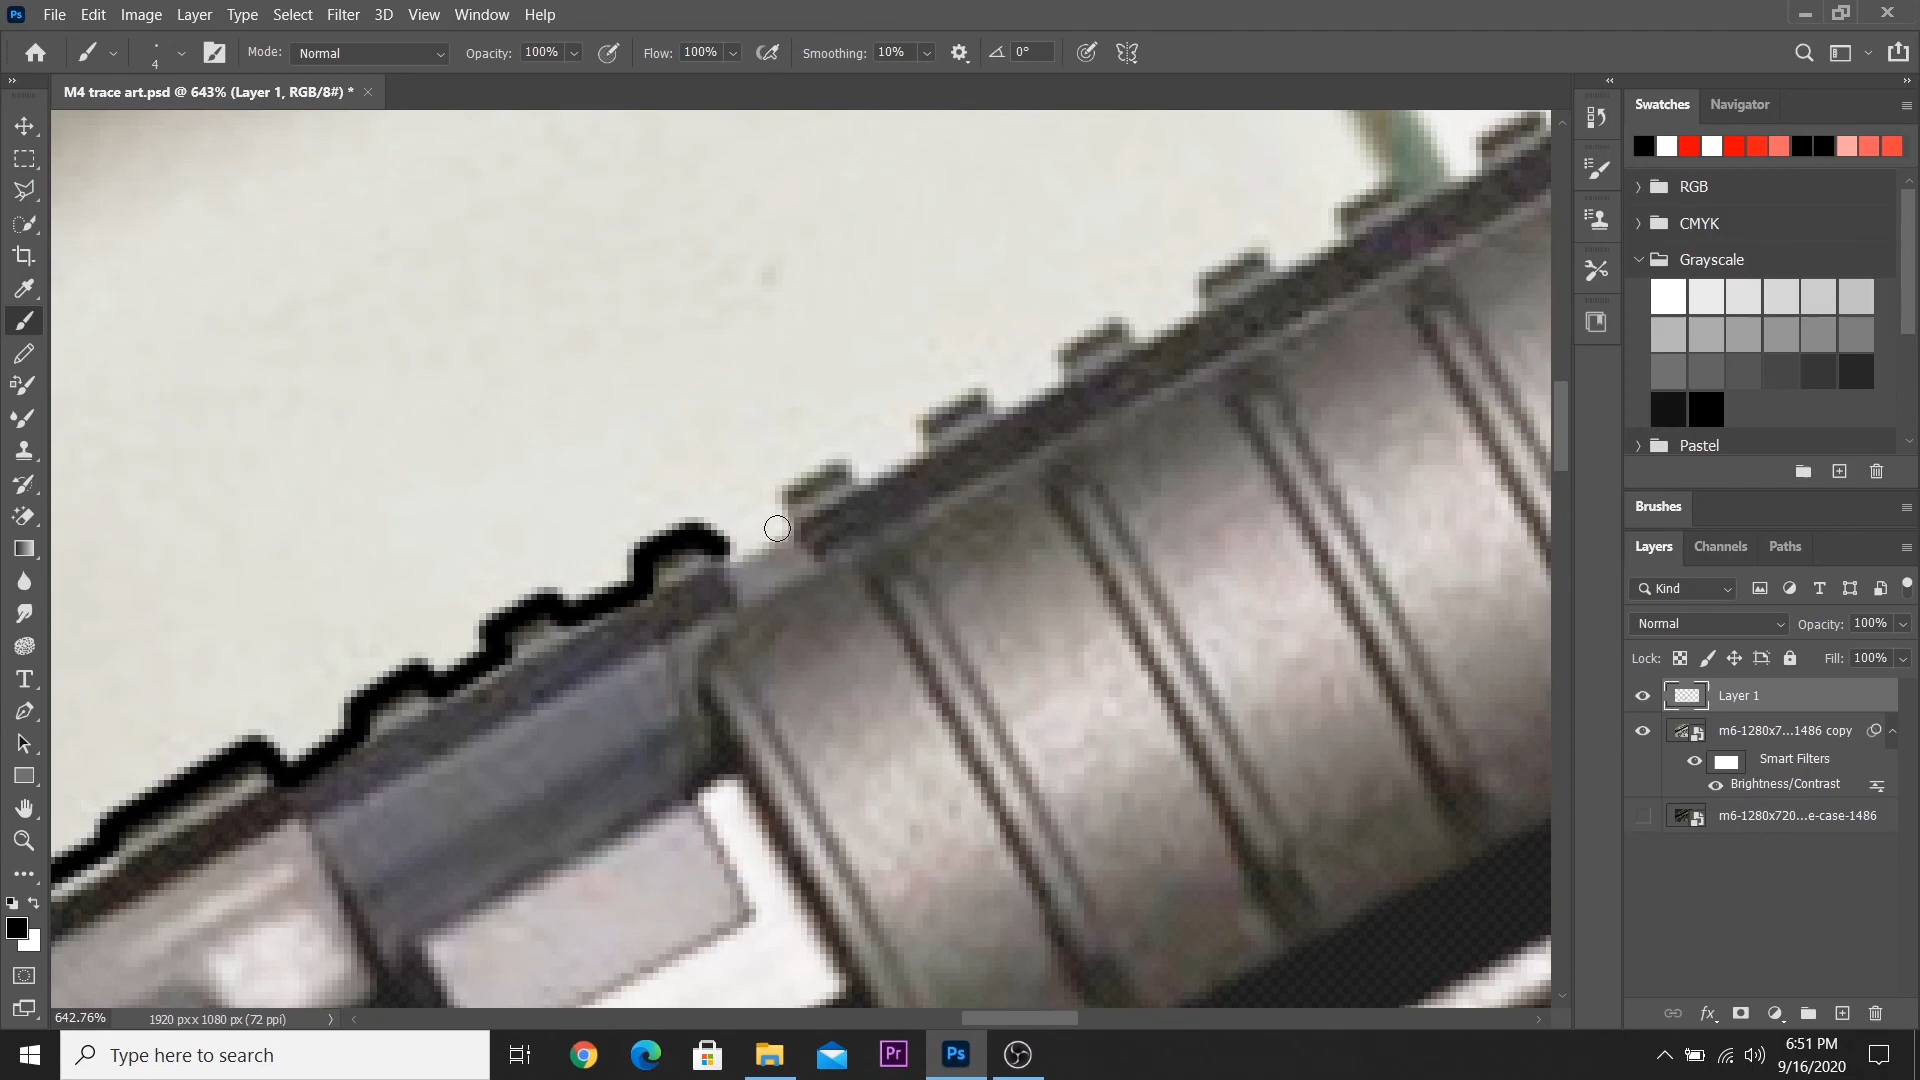 Ps File Edit Image Layer Type Select Filter 3D View Window Help
4 Mode: Normal Opacity: 100% Flow: 100% Smoothing: 10% 0°
M4 trace art.psd @ 643% (Layer 1, RGB/8#) *
Swatches Navigator
RGB
CMYK
Grayscale
Pastel
Brushes
Layers Channels Paths
Kind
Normal Opacity: 100%
Lock: Fill: 100%
Layer 1
m6-1280x7...1486 copy
Smart Filters
Brightness/Contrast
m6-1280x720...e-case-1486
642.76% 1920 px x 1080 px (72 ppi)
Type here to search
Pr Ps
6:51 PM
9/16/2020